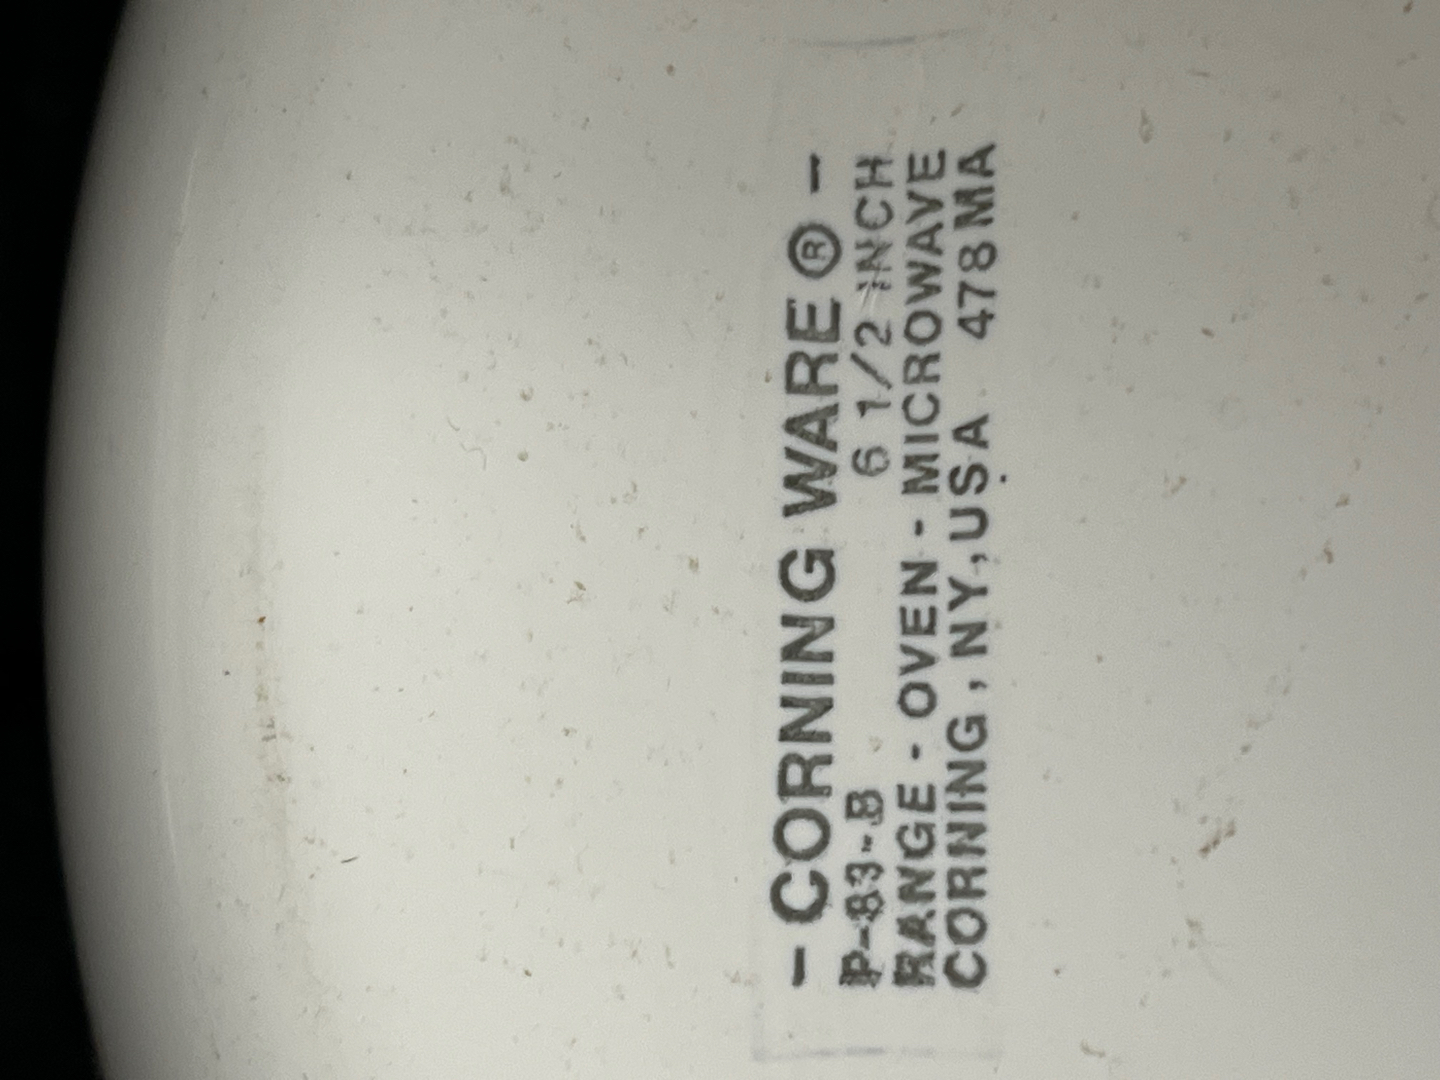 - CORNING WARE ® -
P-83-B 6 1/2 INCH
RANGE - OVEN - MICROWAVE
CORNING, NY, USA 478 MA